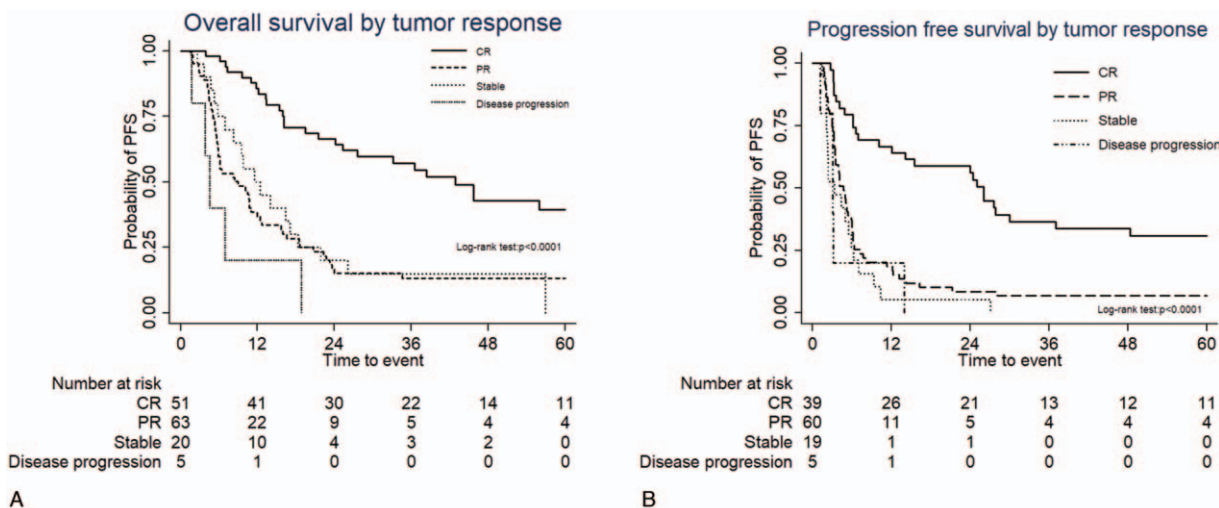 Overall survival by tumor response
Probability of PFS
1.00
0.75
0.50
0.25
0.00
CR
PR
Stable
Disease progression
Log-rank test:p<0.0001
0 12 24 36 48 60
Time to event
Number at risk
CR 51 41 30 22 14 11
PR 63 22 9 5 4 4
Stable 20 10 4 3 2 0
Disease progression 5 1 0 0 0 0
A
Progression free survival by tumor response
Probability of PFS
1.00
0.75
0.50
0.25
0.00
CR
PR
Stable
Disease progression
Log-rank test:p<0.0001
0 12 24 36 48 60
Time to event
Number at risk
CR 39 26 21 13 12 11
PR 60 11 5 4 4 4
Stable 19 1 1 0 0 0
Disease progression 5 1 0 0 0 0
B